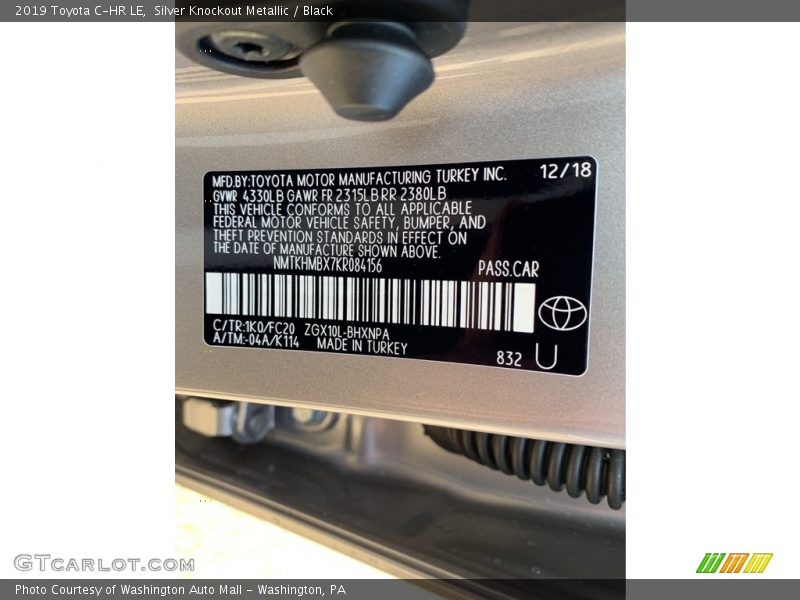 2019 Toyota C-HR LE, Silver Knockout Metallic / Black
MFD.BY:TOYOTA MOTOR MANUFACTURING TURKEY INC. 12/18
GVWR 4330LB GAWR FR 2315LB RR 2380LB
THIS VEHICLE CONFORMS TO ALL APPLICABLE
FEDERAL MOTOR VEHICLE SAFETY, BUMPER, AND
THEFT PREVENTION STANDARDS IN EFFECT ON
THE DATE OF MANUFACTURE SHOWN ABOVE.
NMTKHMBX7KR084156 PASS.CAR
C/TR:1K0/FC20 ZGX10L-BHXNPA
A/TM:-04A/K114 MADE IN TURKEY
832 U
GTcarlot.com
Photo Courtesy of Washington Auto Mall - Washington, PA